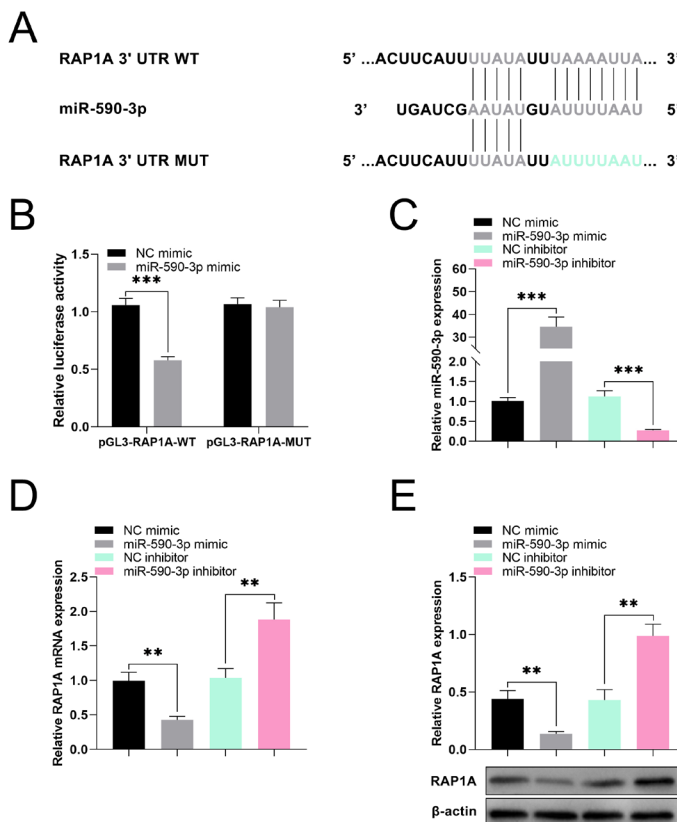 A
RAP1A 3' UTR WT 5' ...ACUUCAUUUUAUAUUUAAAAUUA... 3'
miR-590-3p 3' UGAUCGAAUAUGUAUUUUAAU 5'
RAP1A 3' UTR MUT 5' ...ACUUCAUUUUAUAUUAUUUUAAU... 3'
B
NC mimic
miR-590-3p mimic
Relative luciferase activity
1.5
1.0
0.5
0.0
***
pGL3-RAP1A-WT pGL3-RAP1A-MUT
C
NC mimic
miR-590-3p mimic
NC inhibitor
miR-590-3p inhibitor
Relative miR-590-3p expression
60
50
40
30
2.0
1.5
1.0
0.5
0.0
***
***
D
NC mimic
miR-590-3p mimic
NC inhibitor
miR-590-3p inhibitor
Relative RAP1A mRNA expression
2.5
2.0
1.5
1.0
0.5
0.0
**
**
E
NC mimic
miR-590-3p mimic
NC inhibitor
miR-590-3p inhibitor
Relative RAP1A expression
1.5
1.0
0.5
0.0
**
**
RAP1A
β-actin